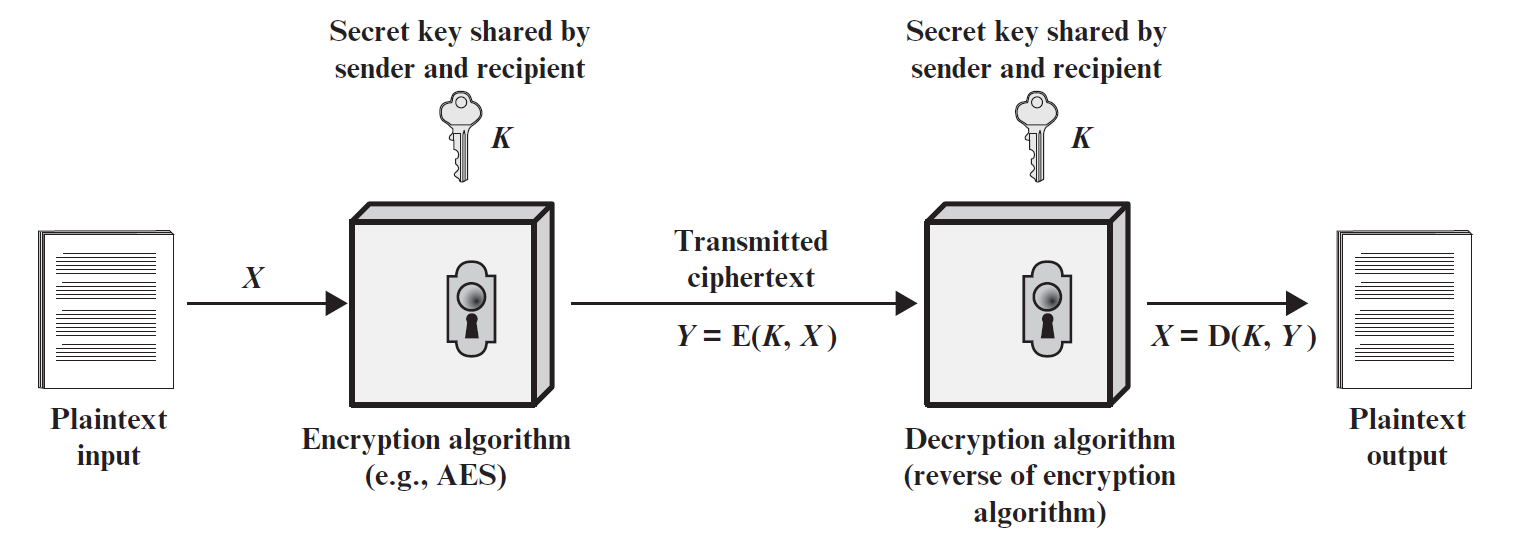 Secret key shared by
sender and recipient
K
Secret key shared by
sender and recipient
K
X
Transmitted
ciphertext
Y = E(K, X )
X = D(K, Y )
Plaintext
input
Encryption algorithm
(e.g., AES)
Decryption algorithm
(reverse of encryption
algorithm)
Plaintext
output